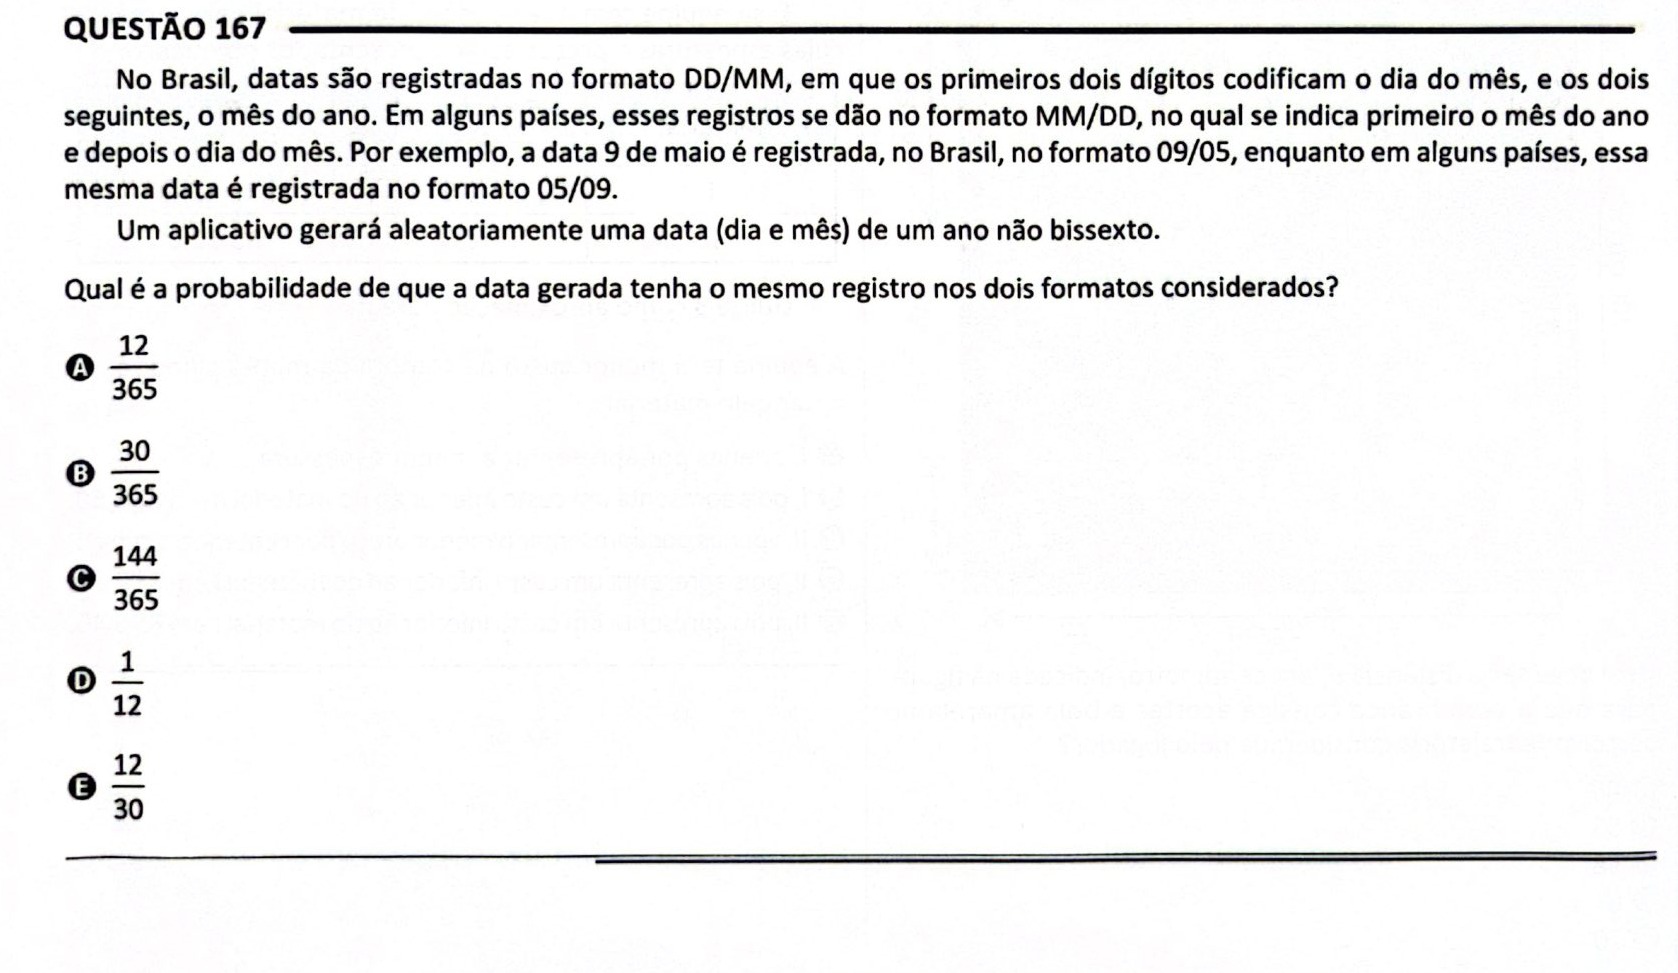 QUESTÃO 167
No Brasil, datas são registradas no formato DD/MM, em que os primeiros dois dígitos codificam o dia do mês, e os dois
seguintes, o mês do ano. Em alguns países, esses registros se dão no formato MM/DD, no qual se indica primeiro o mês do ano
e depois o dia do mês. Por exemplo, a data 9 de maio é registrada, no Brasil, no formato 09/05, enquanto em alguns países, essa
mesma data é registrada no formato 05/09.
Um aplicativo gerará aleatoriamente uma data (dia e mês) de um ano não bissexto.
Qual é a probabilidade de que a data gerada tenha o mesmo registro nos dois formatos considerados?
A 12/365
B 30/365
C 144/365
D 1/12
E 12/30